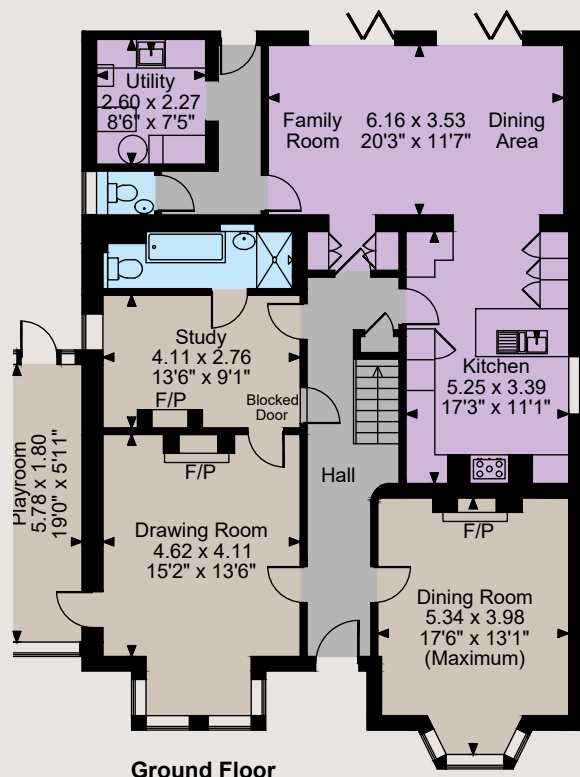 Utility
2.60 x 2.27
8'6" x 7'5"
Family
Room
6.16 x 3.53
20'3" x 11'7"
Dining
Area
Study
4.11 x 2.76
13'6" x 9'1"
F/P
Blocked
Door
Kitchen
5.25 x 3.39
17'3" x 11'1"
Playroom
5.78 x 1.80
19'0" x 5'11"
F/P
Hall
Drawing Room
4.62 x 4.11
15'2" x 13'6"
F/P
Dining Room
5.34 x 3.98
17'6" x 13'1"
(Maximum)
Ground Floor